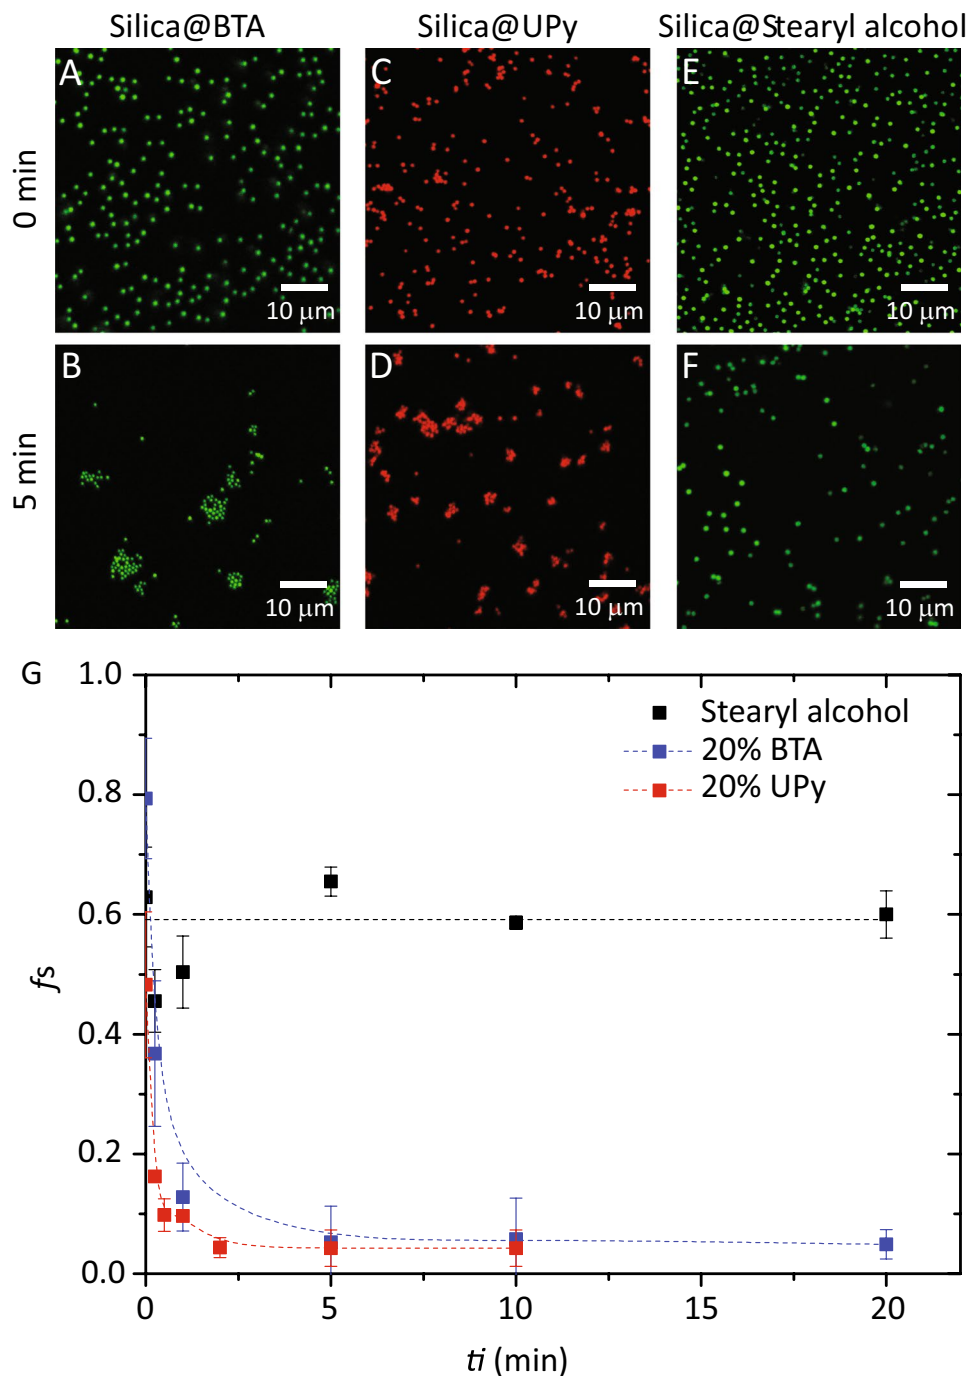 Silica@BTA
Silica@UPy
Silica@Stearyl alcohol
0 min
A
10 μm
C
10 μm
E
10 μm
5 min
B
10 μm
D
10 μm
F
10 μm
G
1.0
0.8
0.6
0.4
0.2
0.0
fs
Stearyl alcohol
20% BTA
20% UPy
0
5
10
15
20
ti (min)